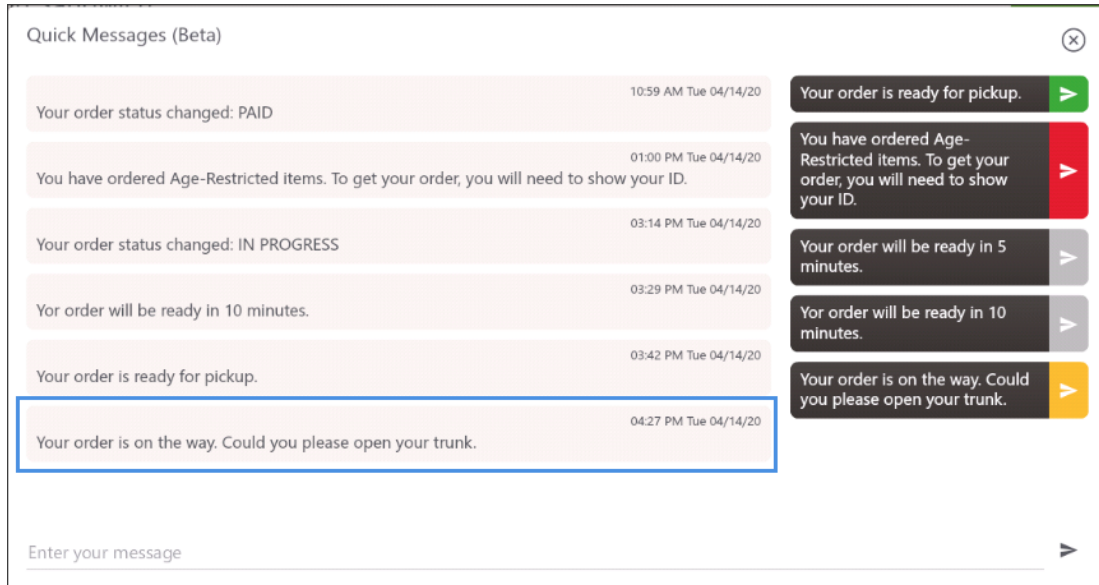 Quick Messages (Beta)
10:59 AM Tue 04/14/20
Your order status changed: PAID
01:00 PM Tue 04/14/20
You have ordered Age-Restricted items. To get your order, you will need to show your ID.
03:14 PM Tue 04/14/20
Your order status changed: IN PROGRESS
03:29 PM Tue 04/14/20
Yor order will be ready in 10 minutes.
03:42 PM Tue 04/14/20
Your order is ready for pickup.
04:27 PM Tue 04/14/20
Your order is on the way. Could you please open your trunk.
Your order is ready for pickup.
You have ordered Age-
Restricted items. To get your
order, you will need to show
your ID.
Your order will be ready in 5
minutes.
Yor order will be ready in 10
minutes.
Your order is on the way. Could
you please open your trunk.
Enter your message